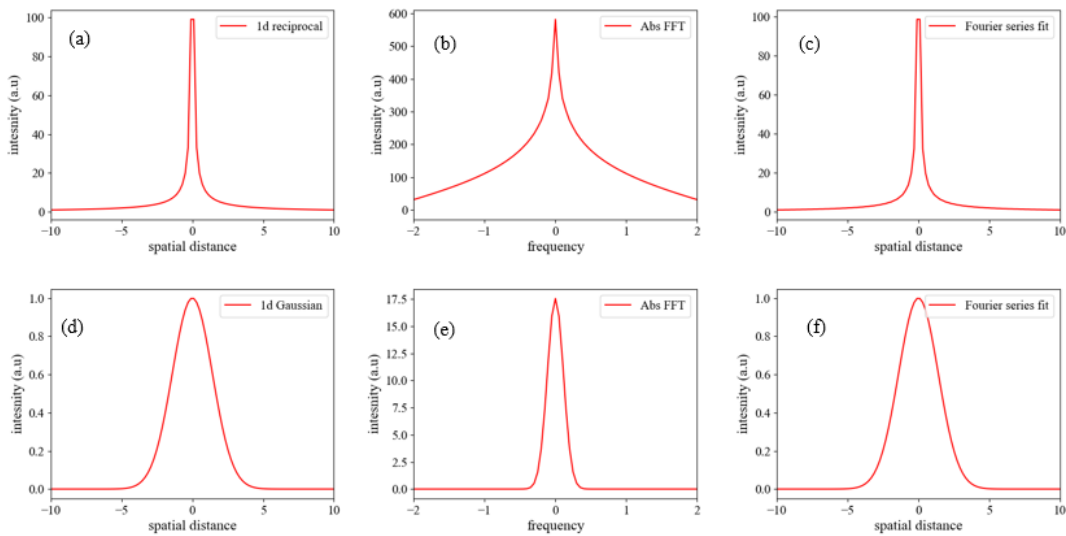 (a)
1d reciprocal
intesnity (a.u)
100
80
60
40
20
0
−10 −5 0 5 10
spatial distance
(b)
Abs FFT
intesnity (a.u)
600
500
400
300
200
100
0
−2 −1 0 1 2
frequency
(c)
Fourier series fit
intesnity (a.u)
100
80
60
40
20
0
−10 −5 0 5 10
spatial distance
(d)
1d Gaussian
intesnity (a.u)
1.0
0.8
0.6
0.4
0.2
0.0
−10 −5 0 5 10
spatial distance
(e)
Abs FFT
intesnity (a.u)
17.5
15.0
12.5
10.0
7.5
5.0
2.5
0.0
−2 −1 0 1 2
frequency
(f)
Fourier series fit
intesnity (a.u)
1.0
0.8
0.6
0.4
0.2
0.0
−10 −5 0 5 10
spatial distance